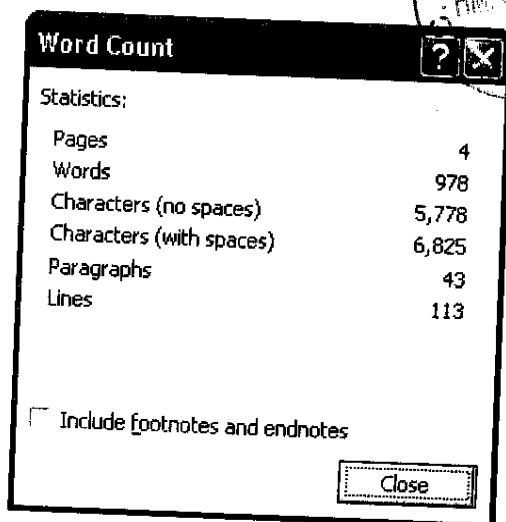 Word Count
Statistics:
Pages 4
Words 978
Characters (no spaces) 5,778
Characters (with spaces) 6,825
Paragraphs 43
Lines 113
Include footnotes and endnotes
Close